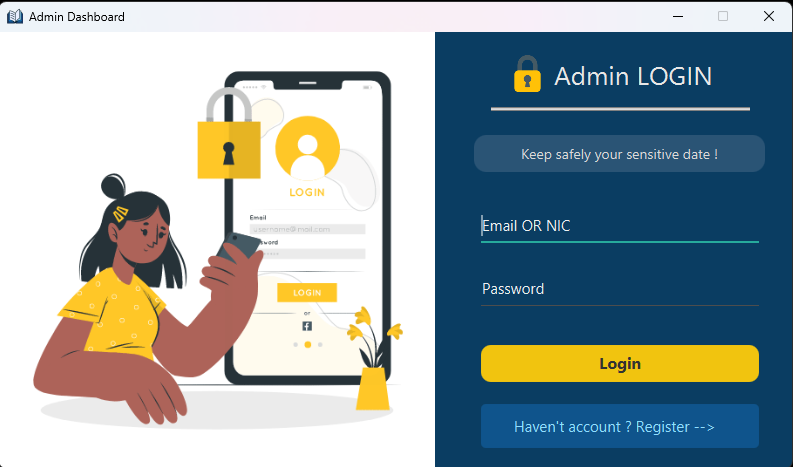 Admin Dashboard
LOGIN
Email
username@mail.com
LOGIN
or
Admin LOGIN
Keep safely your sensitive date !
Email OR NIC
Password
Login
Haven't account ? Register -->